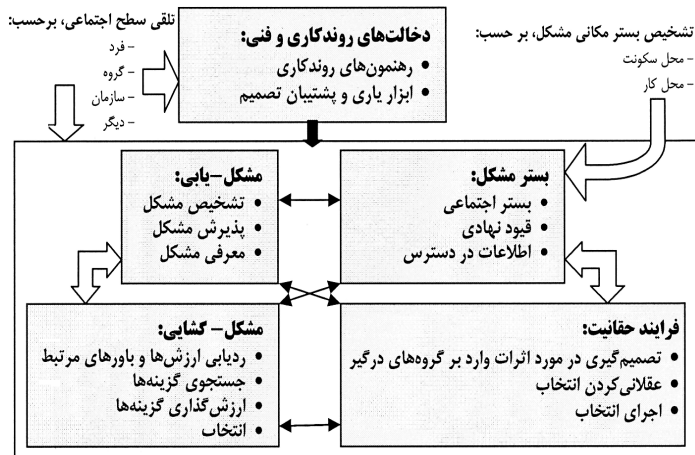 تلقی سطح اجتماعی، برحسب:
– فرد
– گروه
– سازمان
– دیگر
دخالت‌های روندکاری و فنی:
• رهنمون‌های روندکاری
• ابزار یاری و پشتیبان تصمیم
تشخیص بستر مکانی مشکل، بر حسب:
– محل سکونت
– محل کار
بستر مشکل:
• بستر اجتماعی
• قیود نهادی
• اطلاعات در دسترس
مشکل–یابی:
• تشخیص مشکل
• پذیرش مشکل
• معرفی مشکل
فرایند حقانیت:
• تصمیم‌گیری در مورد اثرات وارد بر گروه‌های درگیر
• عقلانی‌کردن انتخاب
• اجرای انتخاب
مشکل– گشایی:
• ردیابی ارزش‌ها و باورهای مرتبط
• جستجوی گزینه‌ها
• ارزش‌گذاری گزینه‌ها
• انتخاب